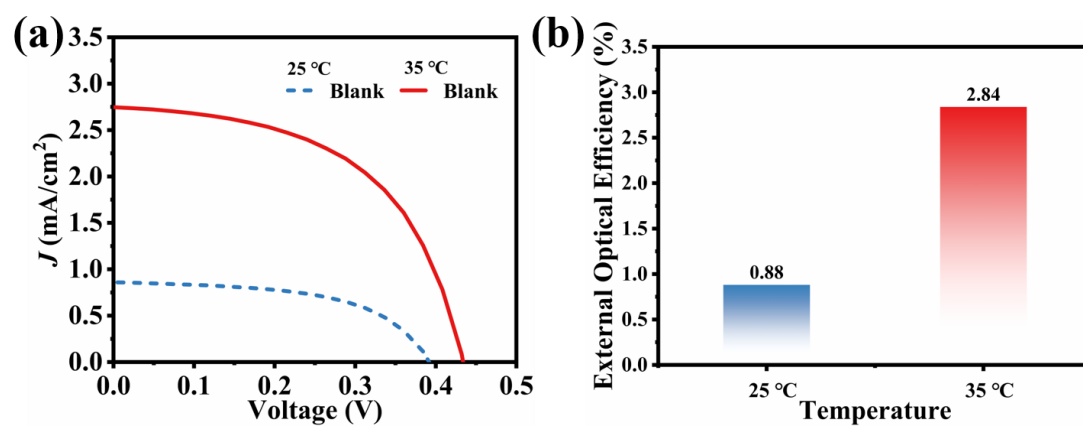 (a)
3.5
3.0
2.5
2.0
1.5
1.0
0.5
0.0
J (mA/cm²)
25 °C 35 °C
Blank Blank
0.0 0.1 0.2 0.3 0.4 0.5
Voltage (V)
(b)
External Optical Efficiency (%)
3.5
3.0
2.5
2.0
1.5
1.0
0.5
0.0
0.88
2.84
25 °C 35 °C
Temperature